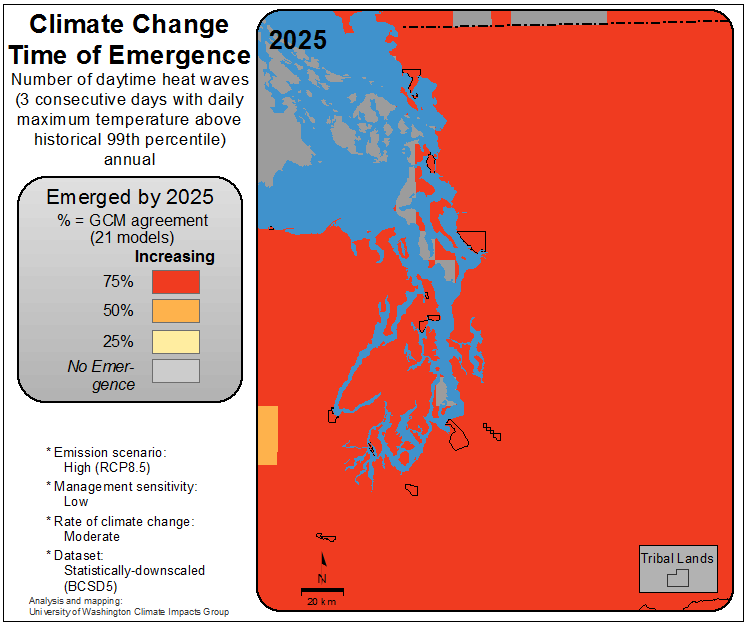 Climate Change
Time of Emergence
Number of daytime heat waves
(3 consecutive days with daily
maximum temperature above
historical 99th percentile)
annual
Emerged by 2025
% = GCM agreement
(21 models)
Increasing
75%
50%
25%
No Emer-
gence
* Emission scenario:
High (RCP8.5)
* Management sensitivity:
Low
* Rate of climate change:
Moderate
* Dataset:
Statistically-downscaled
(BCSD5)
Analysis and mapping:
University of Washington Climate Impacts Group
2025
N
20 km
Tribal Lands